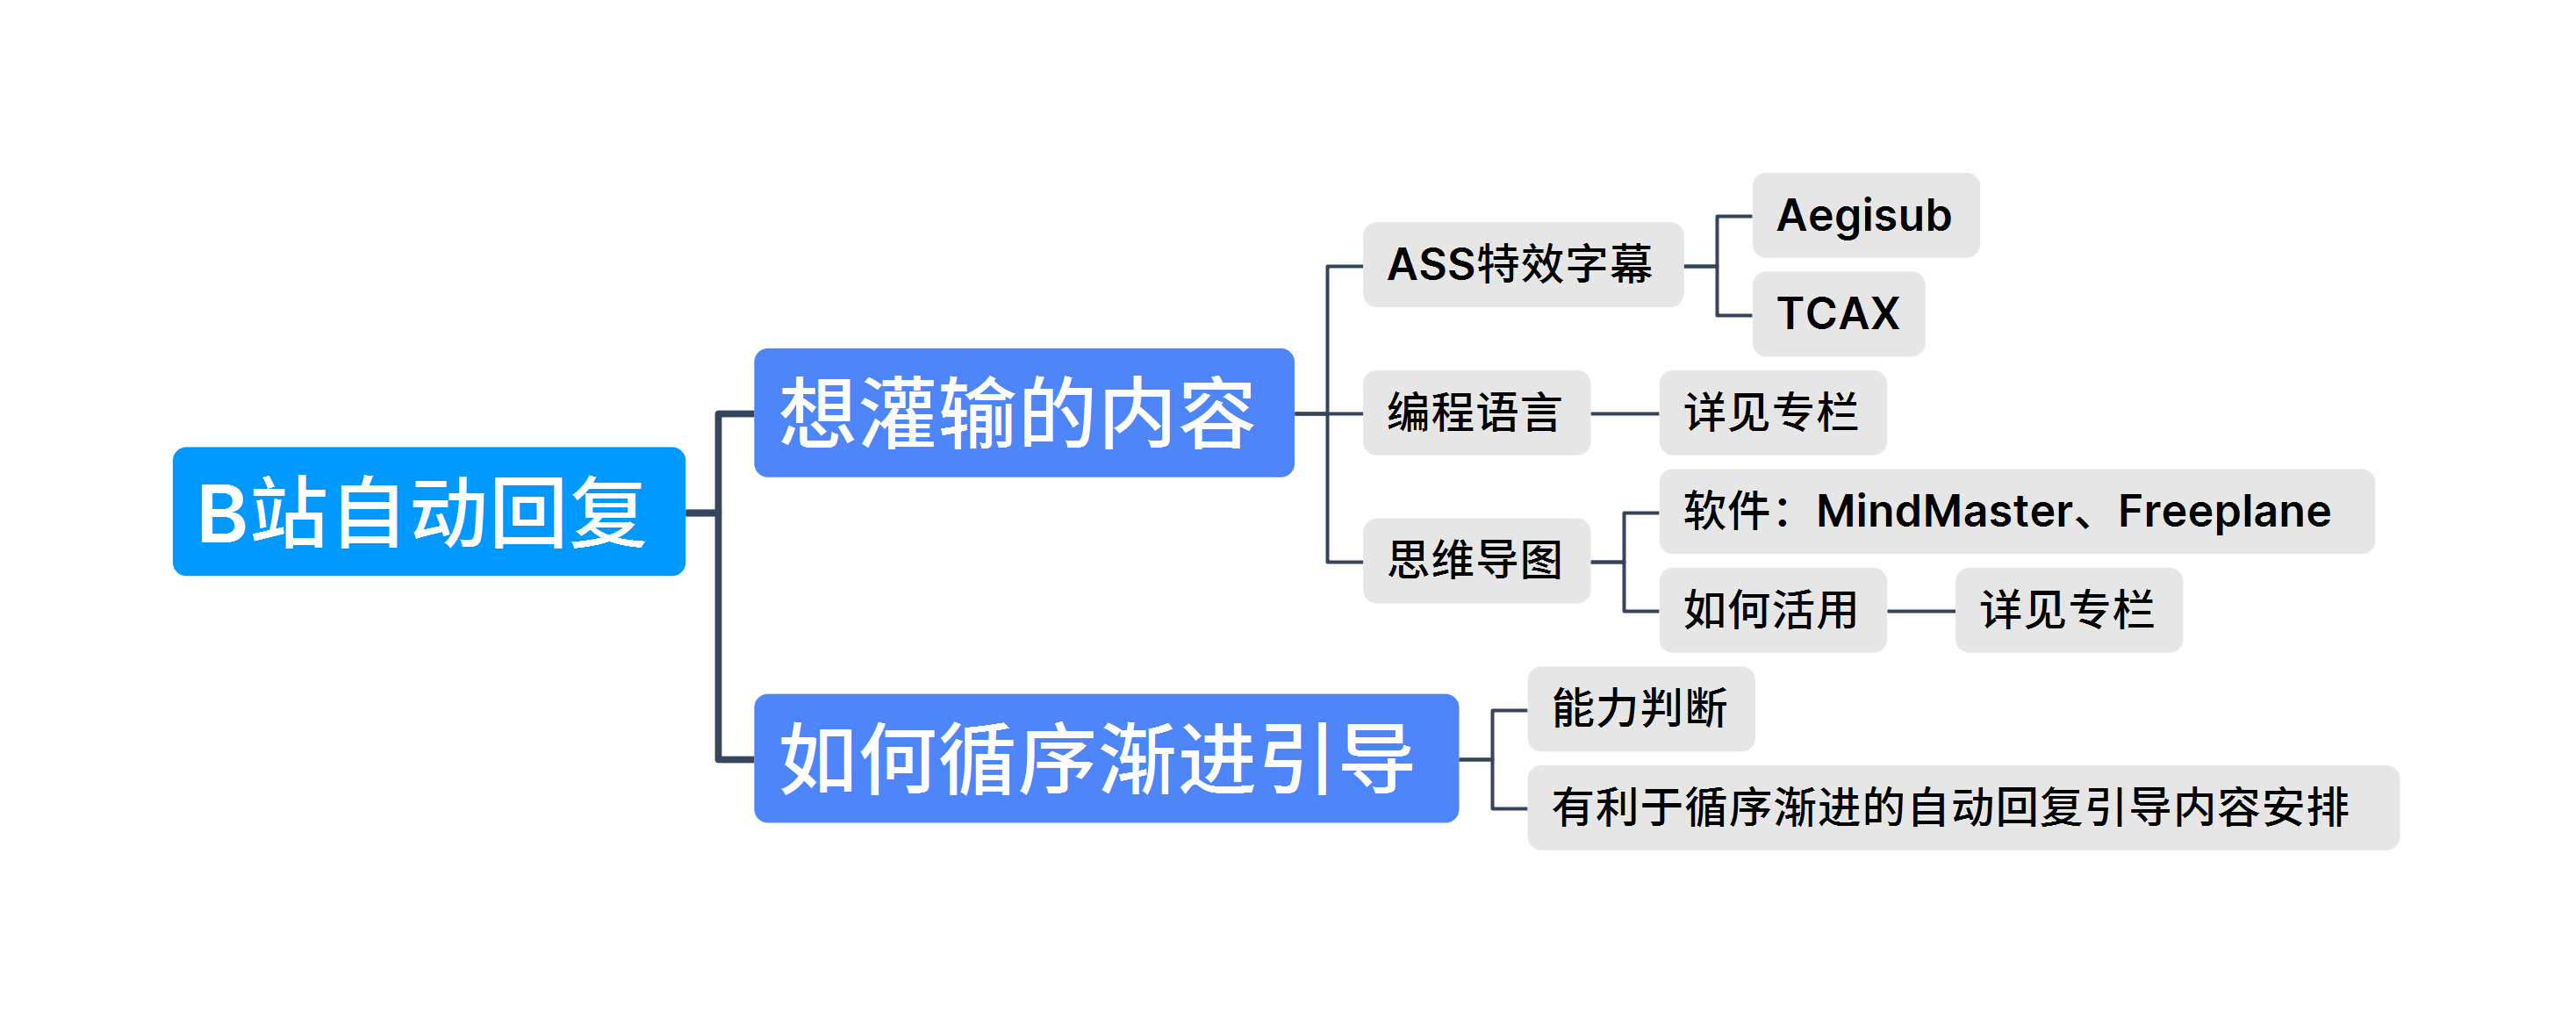 B站自动回复
想灌输的内容
ASS特效字幕
Aegisub
TCAX
编程语言
详见专栏
思维导图
软件：MindMaster、Freeplane
如何活用
详见专栏
如何循序渐进引导
能力判断
有利于循序渐进的自动回复引导内容安排